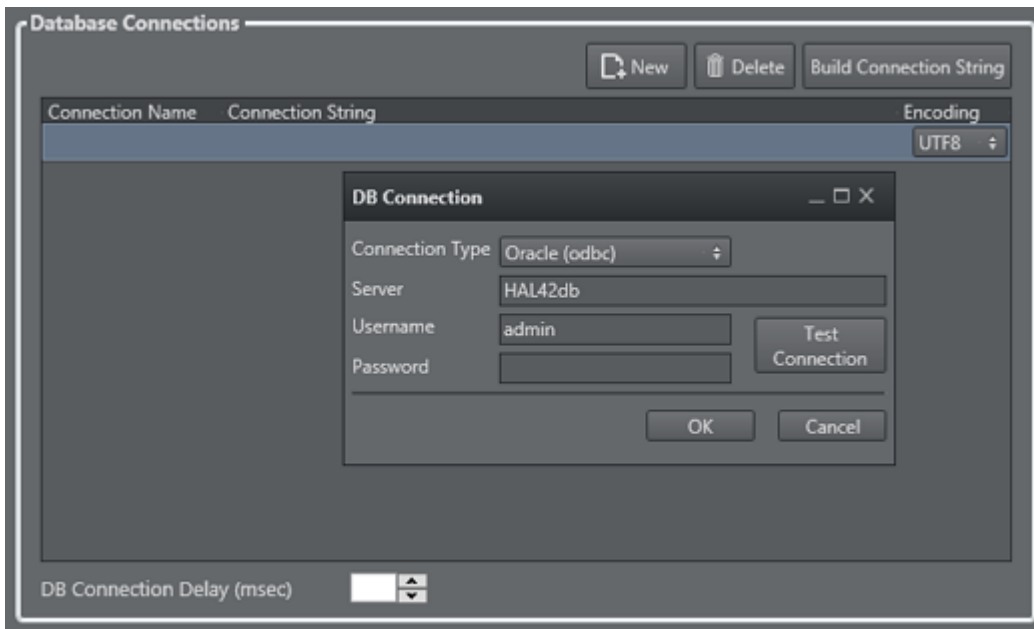 Database Connections
New Delete Build Connection String
Connection Name Connection String Encoding
UTF8
DB Connection
Connection Type Oracle (odbc)
Server HAL42db
Username admin
Test
Connection
Password
OK Cancel
DB Connection Delay (msec)